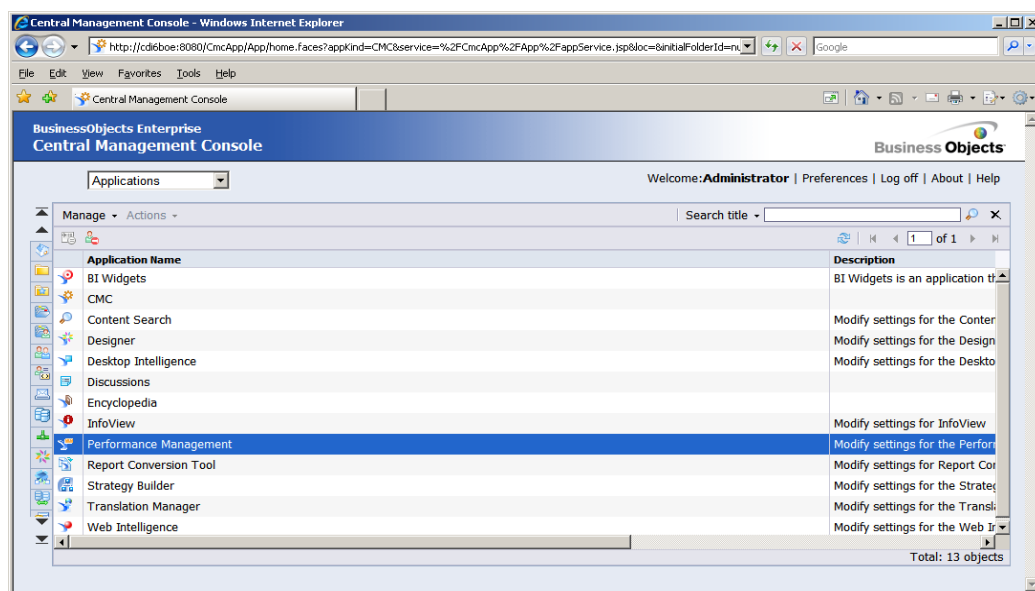 Central Management Console - Windows Internet Explorer
http://cdi6boe:8080/CmcApp/App/home.faces?appKind=CMC&service=%2FCmcApp%2FApp%2FappService.jsp&loc=&initialFolderId=nu
Google
File Edit View Favorites Tools Help
Central Management Console
BusinessObjects Enterprise
Central Management Console
Business Objects
Applications
Welcome:Administrator | Preferences | Log off | About | Help
Manage Actions Search title
1 of 1
Application Name Description
BI Widgets BI Widgets is an application th
CMC
Content Search Modify settings for the Conter
Designer Modify settings for the Design
Desktop Intelligence Modify settings for the Deskto
Discussions
Encyclopedia
InfoView Modify settings for InfoView
Performance Management Modify settings for the Perforr
Report Conversion Tool Modify settings for Report Cor
Strategy Builder Modify settings for the Strateg
Translation Manager Modify settings for the Transla
Web Intelligence Modify settings for the Web Ir
Total: 13 objects